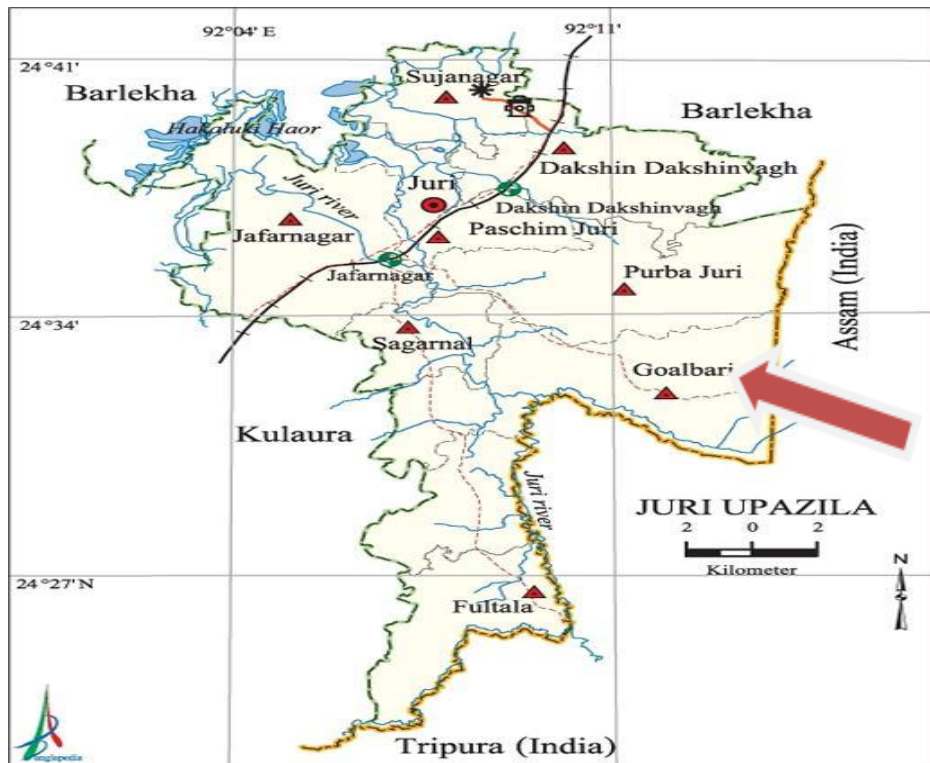 92°04' E
92°11'
24°41'
Barlekha
Sujanagar
Barlekha
Hakaluki Haor
Dakshin Dakshinvagh
Juri river
Juri
Dakshin Dakshinvagh
Jafarnagar
Paschim Juri
Jafarnagar
Purba Juri
Assam (India)
24°34'
Sagarnal
Goalbari
Kulaura
Juri river
JURI UPAZILA
2 0 2
Kilometer
N
24°27' N
Fultala
Tripura (India)
Banglapedia